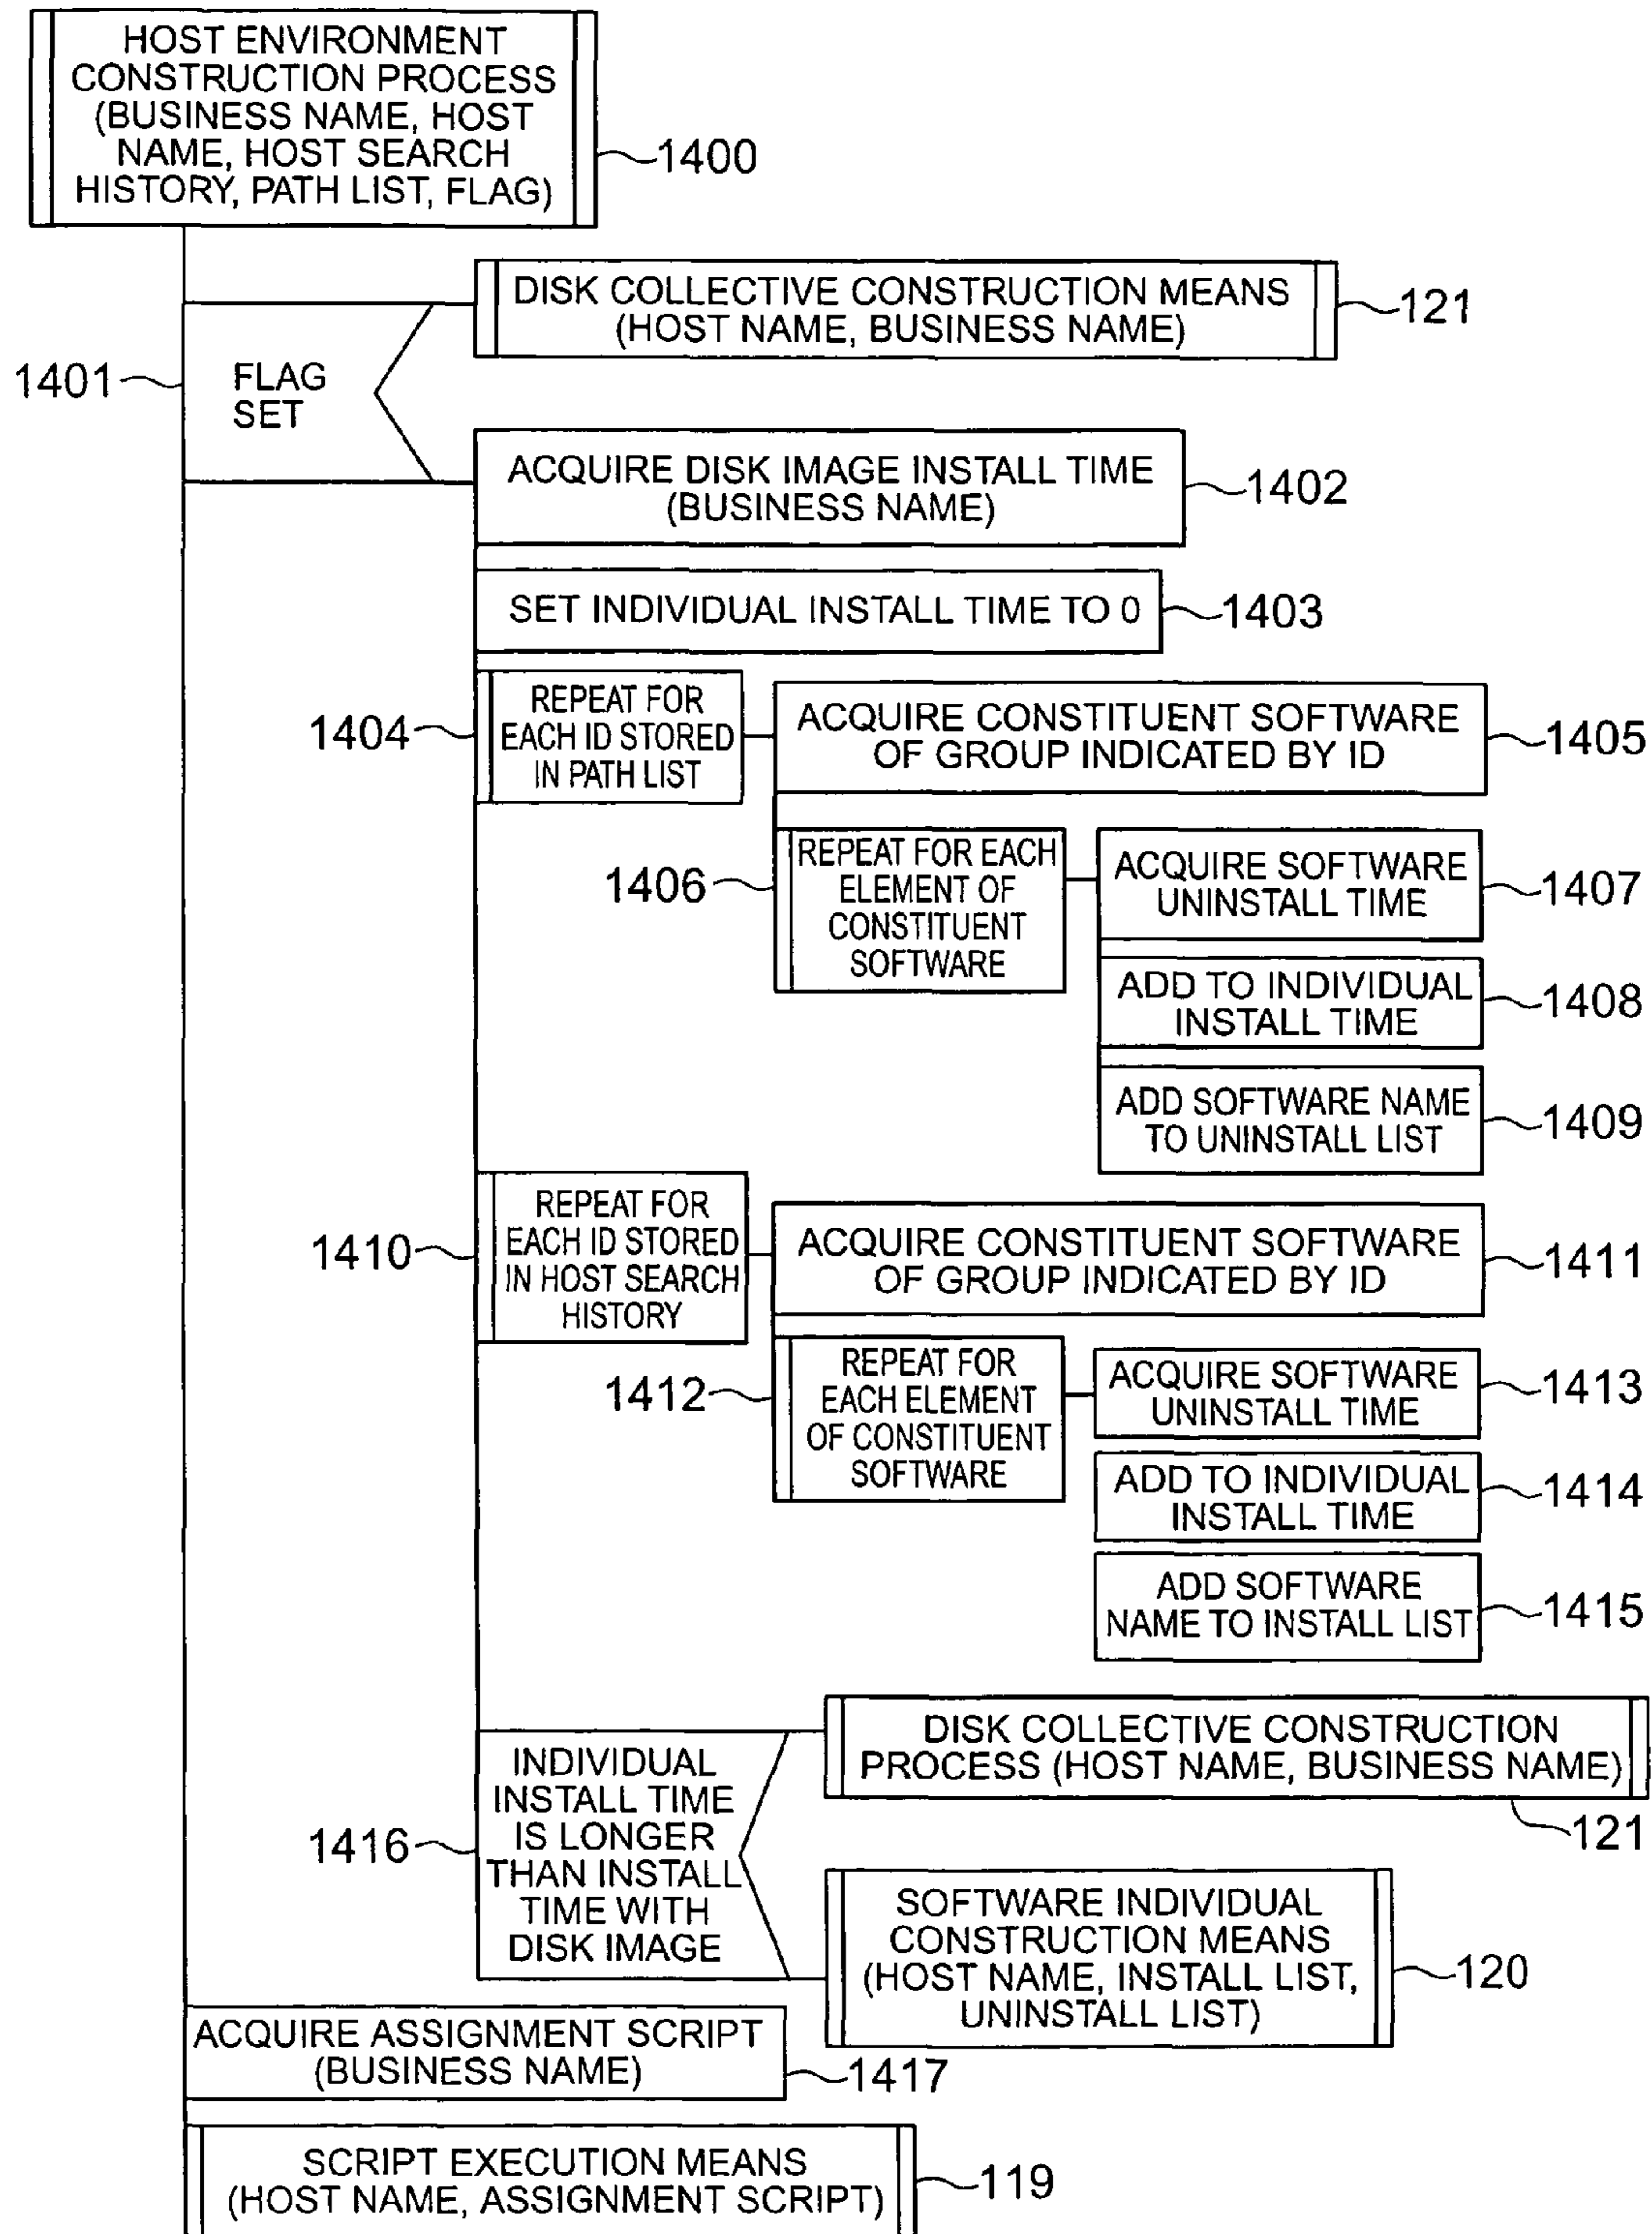 HOST ENVIRONMENT
CONSTRUCTION PROCESS
(BUSINESS NAME, HOST
NAME, HOST SEARCH
HISTORY, PATH LIST, FLAG)
1400
DISK COLLECTIVE CONSTRUCTION MEANS
(HOST NAME, BUSINESS NAME)
121
1401
FLAG
SET
ACQUIRE DISK IMAGE INSTALL TIME
(BUSINESS NAME)
1402
SET INDIVIDUAL INSTALL TIME TO 0
1403
1404
REPEAT FOR
EACH ID STORED
IN PATH LIST
ACQUIRE CONSTITUENT SOFTWARE
OF GROUP INDICATED BY ID
1405
1406
REPEAT FOR EACH
ELEMENT OF
CONSTITUENT
SOFTWARE
ACQUIRE SOFTWARE
UNINSTALL TIME
1407
ADD TO INDIVIDUAL
INSTALL TIME
1408
ADD SOFTWARE NAME
TO UNINSTALL LIST
1409
1410
REPEAT FOR
EACH ID STORED
IN HOST SEARCH
HISTORY
ACQUIRE CONSTITUENT SOFTWARE
OF GROUP INDICATED BY ID
1411
1412
REPEAT FOR
EACH ELEMENT
OF CONSTITUENT
SOFTWARE
ACQUIRE SOFTWARE
UNINSTALL TIME
1413
ADD TO INDIVIDUAL
INSTALL TIME
1414
ADD SOFTWARE
NAME TO INSTALL LIST
1415
1416
INDIVIDUAL
INSTALL TIME
IS LONGER
THAN INSTALL
TIME WITH
DISK IMAGE
DISK COLLECTIVE CONSTRUCTION
PROCESS (HOST NAME, BUSINESS NAME)
121
SOFTWARE INDIVIDUAL
CONSTRUCTION MEANS
(HOST NAME, INSTALL LIST,
UNINSTALL LIST)
120
ACQUIRE ASSIGNMENT SCRIPT
(BUSINESS NAME)
1417
SCRIPT EXECUTION MEANS
(HOST NAME, ASSIGNMENT SCRIPT)
119